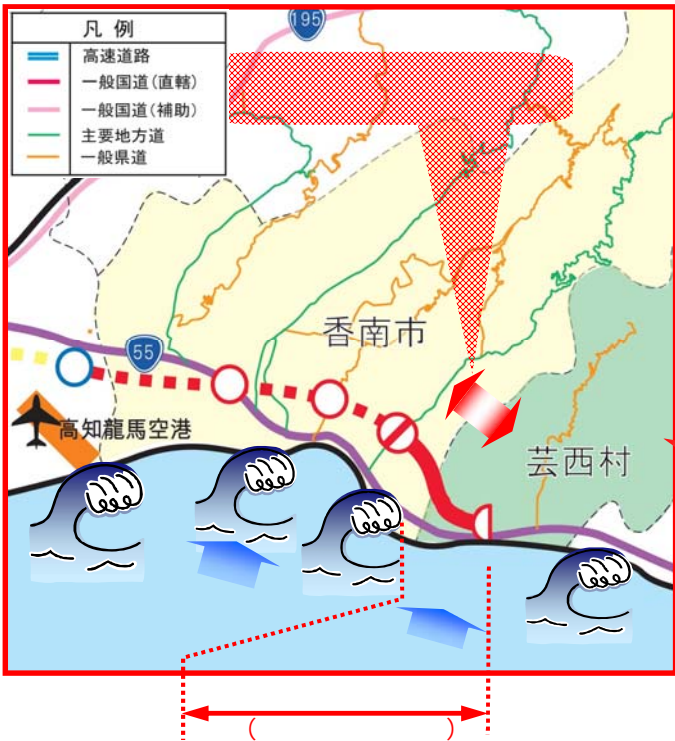 凡例
高速道路
一般国道(直轄)
一般国道(補助)
主要地方道
一般県道
195
香南市
55
高知龍馬空港
芸西村
(　　　　　)